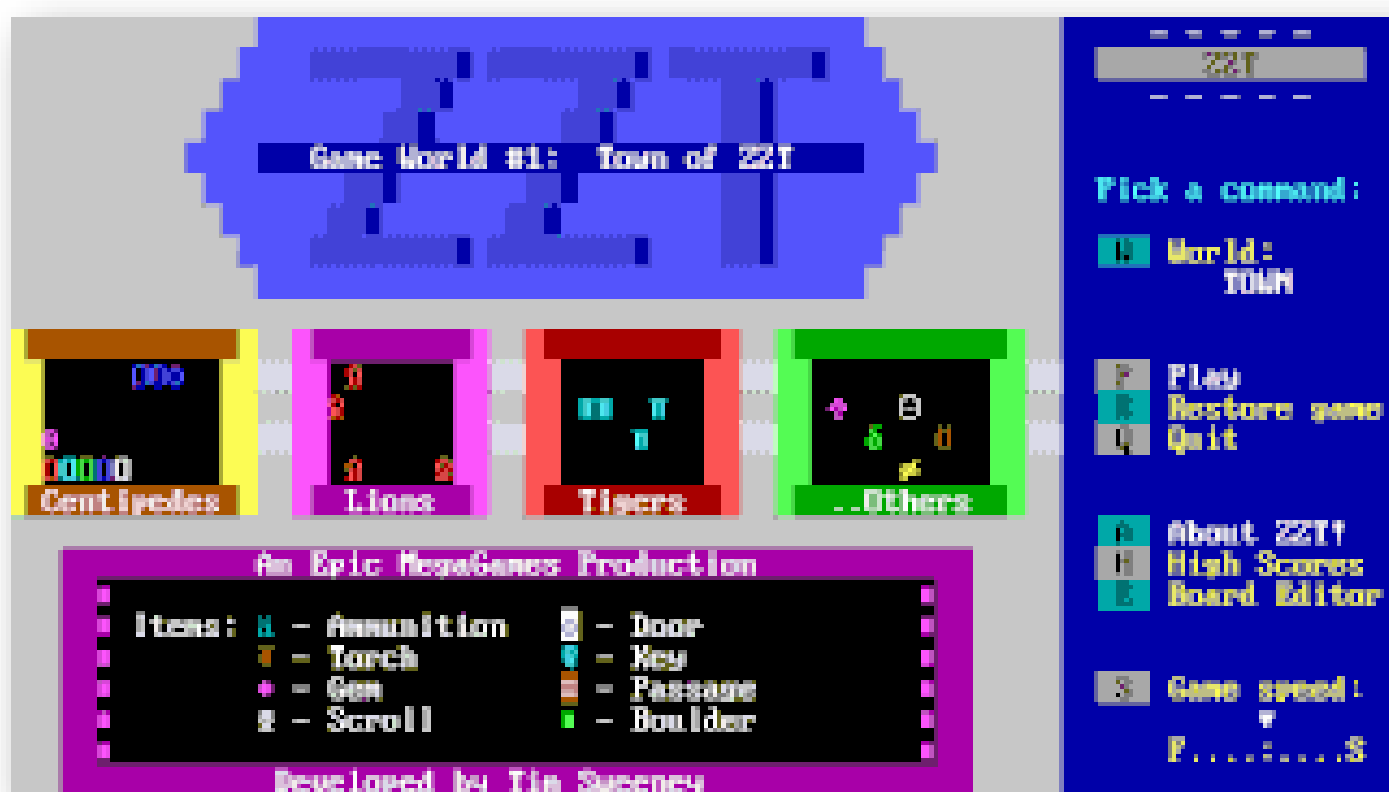 ZZT
Game World #1:  Town of ZZT
Centipedes
Lions
Tigers
..Others
An Epic MegaGames Production
Items:
- Ammunition
- Torch
- Gem
- Scroll
- Door
- Key
- Passage
- Boulder
Developed by Tim Sweeney
- - - - -
ZZT
- - - - -
Pick a command:
W World:
TOWN
P Play
R Restore game
Q Quit
A About ZZT!
H High Scores
E Board Editor
S Game speed:
F....:....S